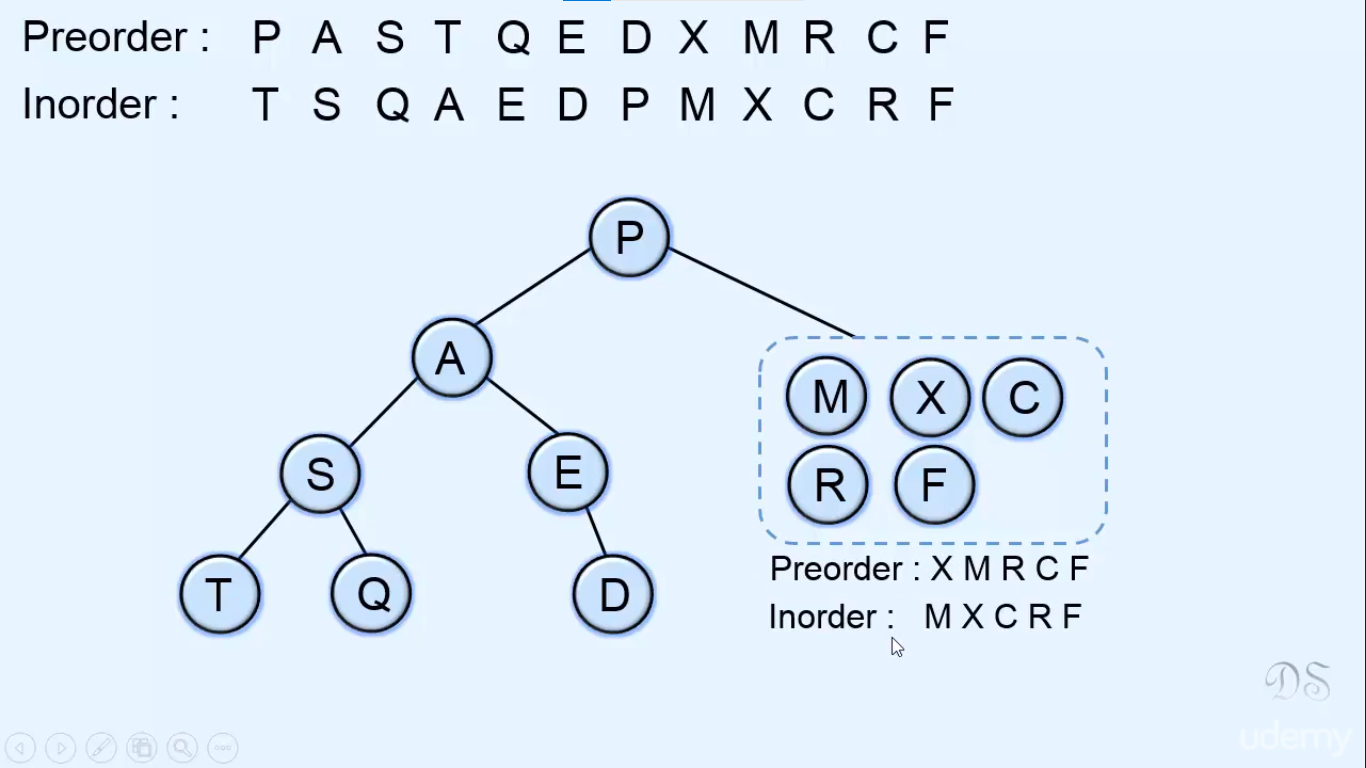 Preorder : P A S T Q E D X M R C F
Inorder : T S Q A E D P M X C R F
P
A
S
E
T
Q
D
M X C
R F
Preorder : X M R C F
Inorder : M X C R F
DS
udemy